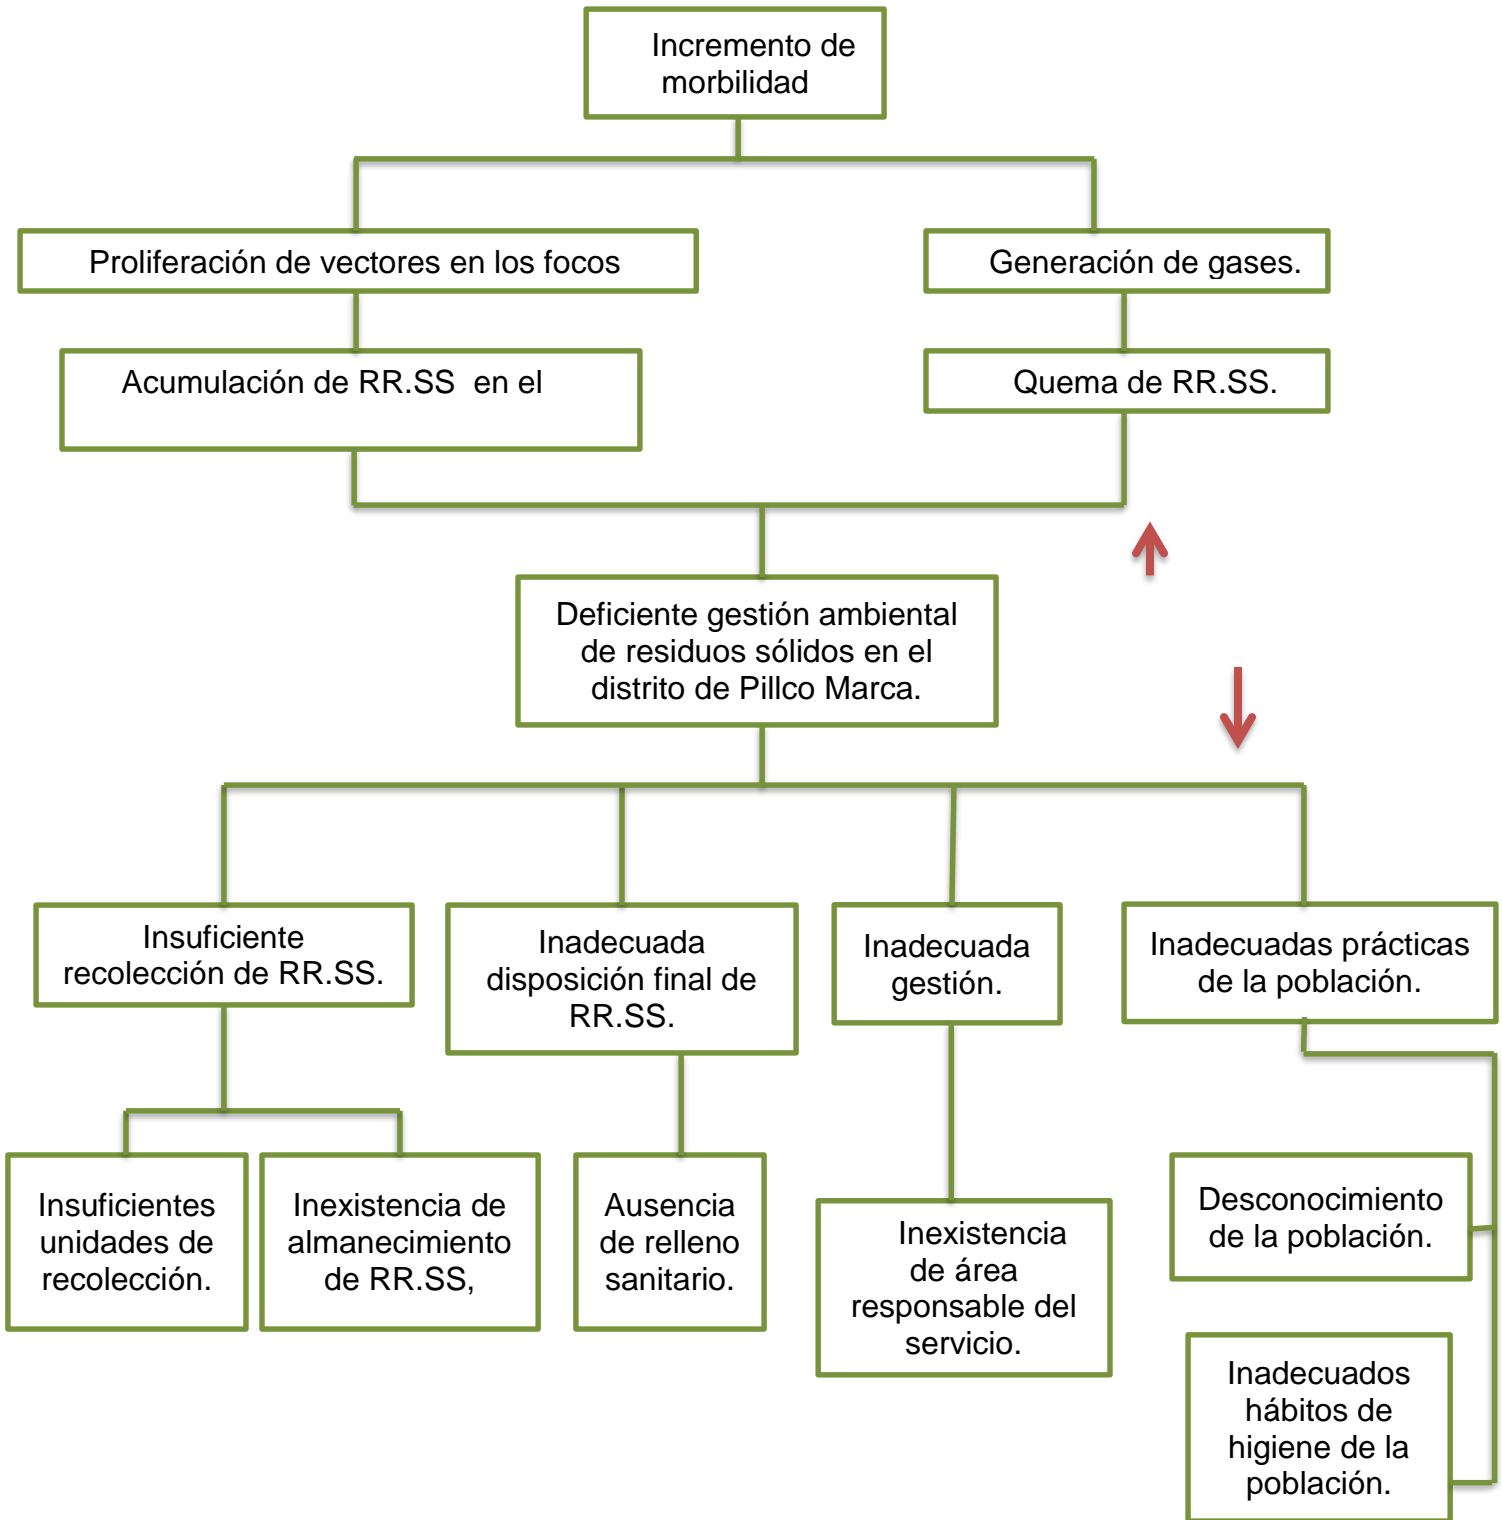 Incremento de
morbilidad
Proliferación de vectores en los focos
Generación de gases.
Acumulación de RR.SS  en el
Quema de RR.SS.
Deficiente gestión ambiental
de residuos sólidos en el
distrito de Pillco Marca.
Insuficiente
recolección de RR.SS.
Inadecuada
disposición final de
RR.SS.
Inadecuada
gestión.
Inadecuadas prácticas
de la población.
Insuficientes
unidades de
recolección.
Inexistencia de
almanecimiento
de RR.SS,
Ausencia
de relleno
sanitario.
Inexistencia
de área
responsable del
servicio.
Desconocimiento
de la población.
Inadecuados
hábitos de
higiene de la
población.